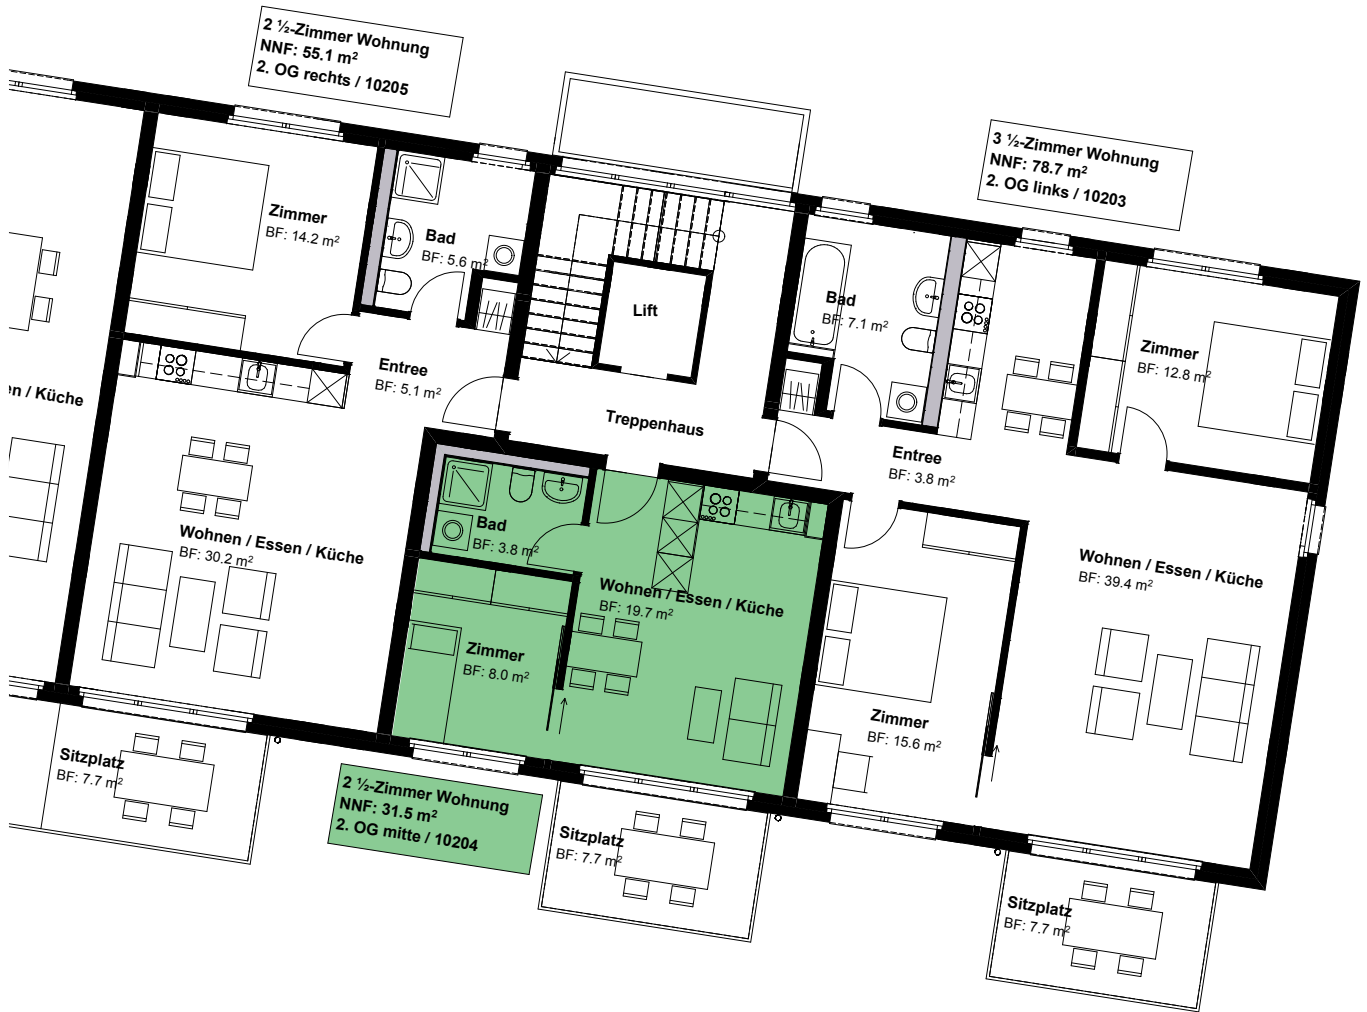 2 ½-Zimmer Wohnung
NNF: 55.1 m²
2. OG rechts / 10205
3 ½-Zimmer Wohnung
NNF: 78.7 m²
2. OG links / 10203
Zimmer
BF: 14.2 m²
Bad
BF: 5.6 m²
Lift
Bad
BF: 7.1 m²
Zimmer
BF: 12.8 m²
en / Küche
Entree
BF: 5.1 m²
Treppenhaus
Entree
BF: 3.8 m²
Wohnen / Essen / Küche
BF: 30.2 m²
Bad
BF: 3.8 m²
Wohnen / Essen / Küche
BF: 19.7 m²
Wohnen / Essen / Küche
BF: 39.4 m²
Zimmer
BF: 8.0 m²
Zimmer
BF: 15.6 m²
Sitzplatz
BF: 7.7 m²
2 ½-Zimmer Wohnung
NNF: 31.5 m²
2. OG mitte / 10204
Sitzplatz
BF: 7.7 m²
Sitzplatz
BF: 7.7 m²